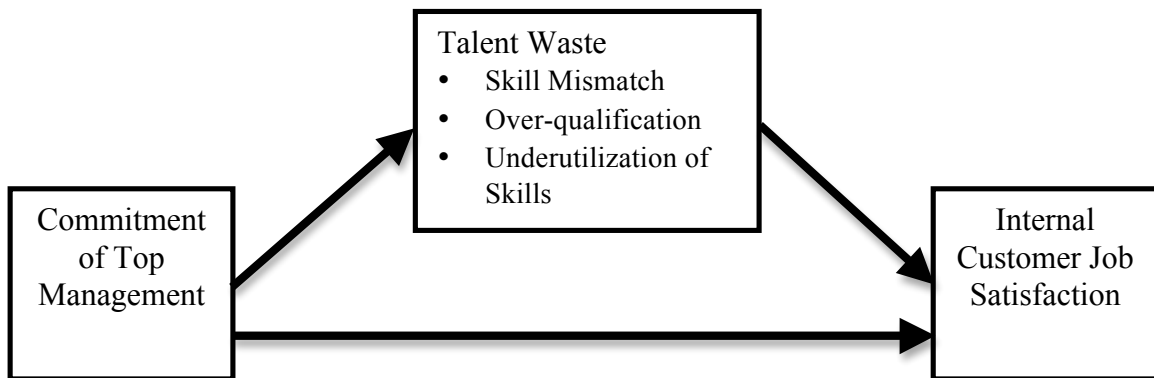 Talent Waste
• Skill Mismatch
• Over-qualification
• Underutilization of
Skills
Commitment
of Top
Management
Internal
Customer Job
Satisfaction